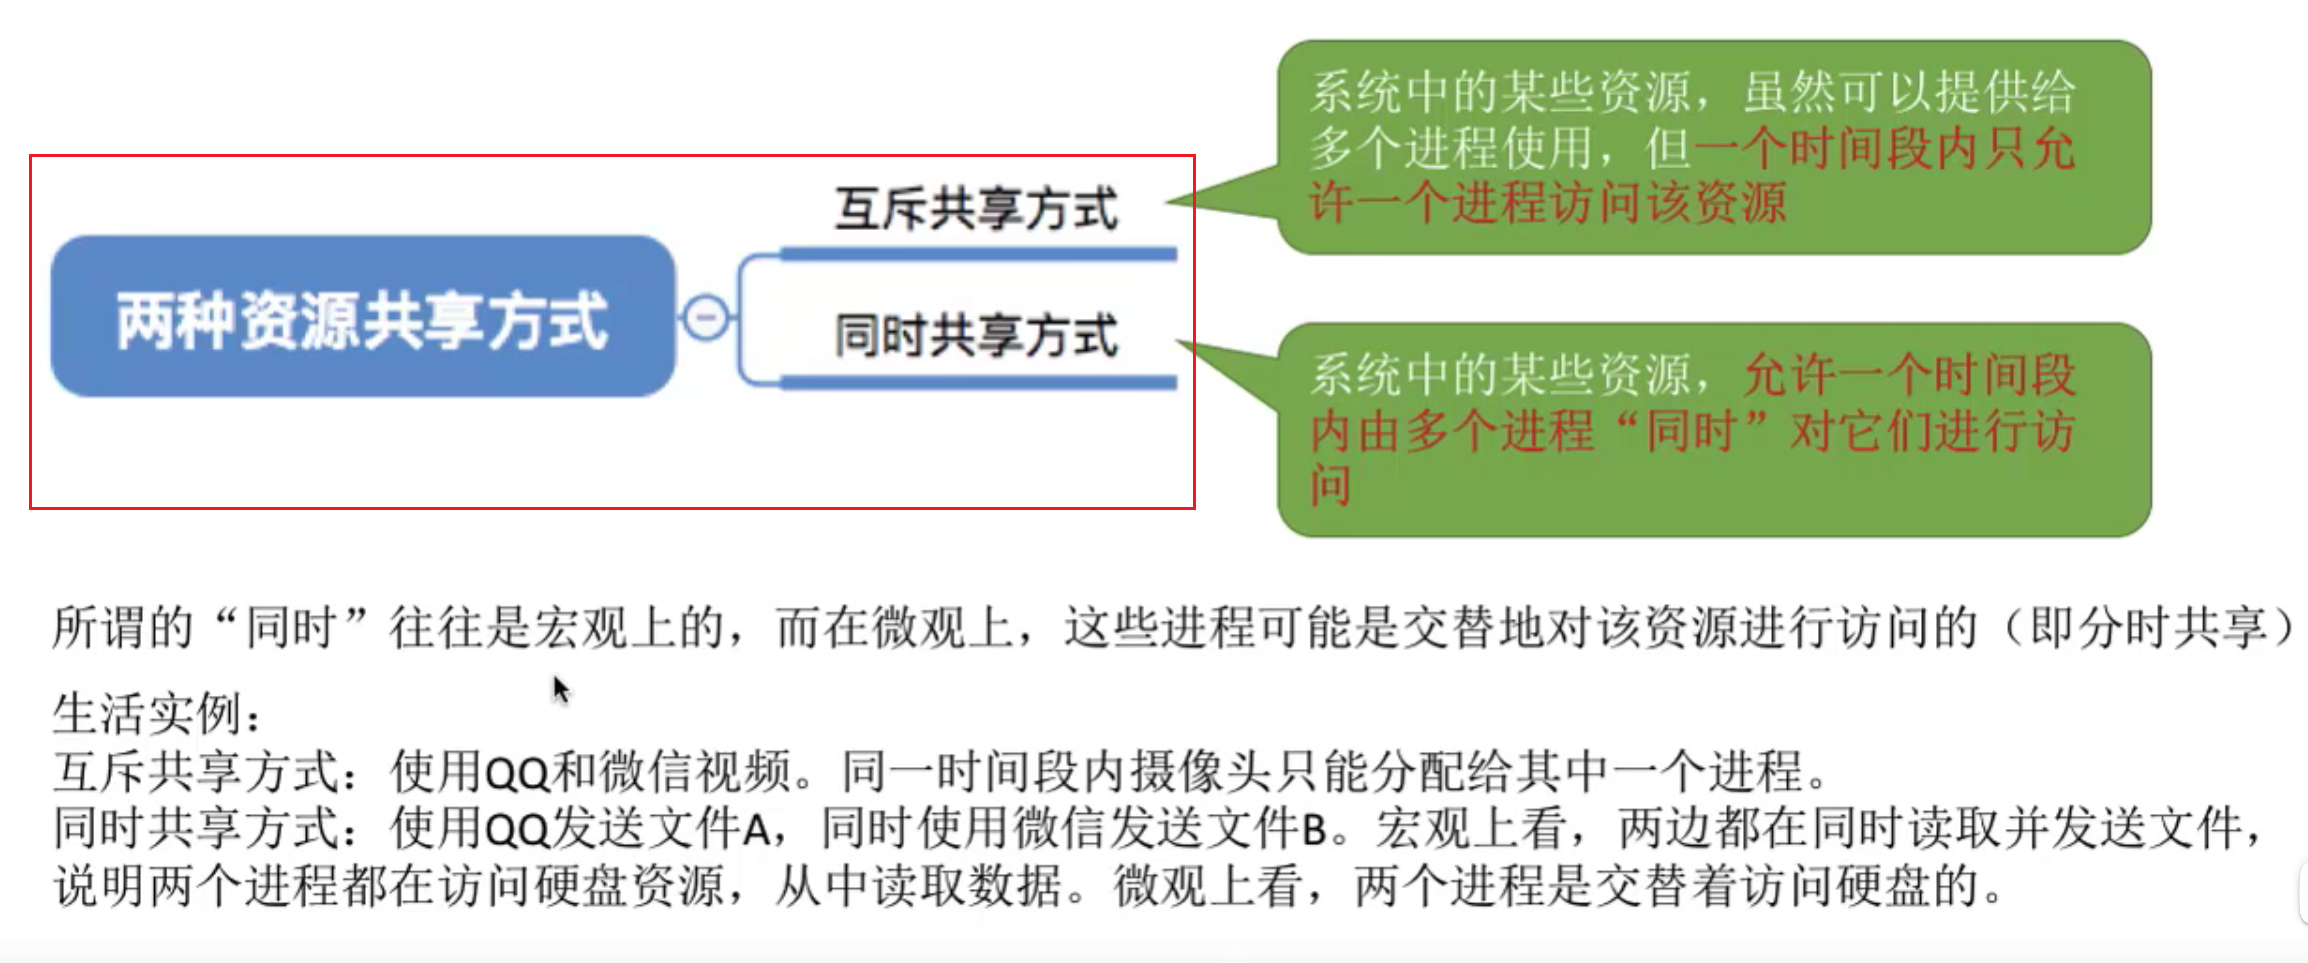 系统中的某些资源，虽然可以提供给
多个进程使用，但一个时间段内只允
许一个进程访问该资源
互斥共享方式
两种资源共享方式
同时共享方式
系统中的某些资源，允许一个时间段
内由多个进程“同时”对它们进行访
问
所谓的“同时”往往是宏观上的，而在微观上，这些进程可能是交替地对该资源进行访问的（即分时共享）
生活实例：
互斥共享方式：使用QQ和微信视频。同一时间段内摄像头只能分配给其中一个进程。
同时共享方式：使用QQ发送文件A，同时使用微信发送文件B。宏观上看，两边都在同时读取并发送文件，
说明两个进程都在访问硬盘资源，从中读取数据。微观上看，两个进程是交替着访问硬盘的。